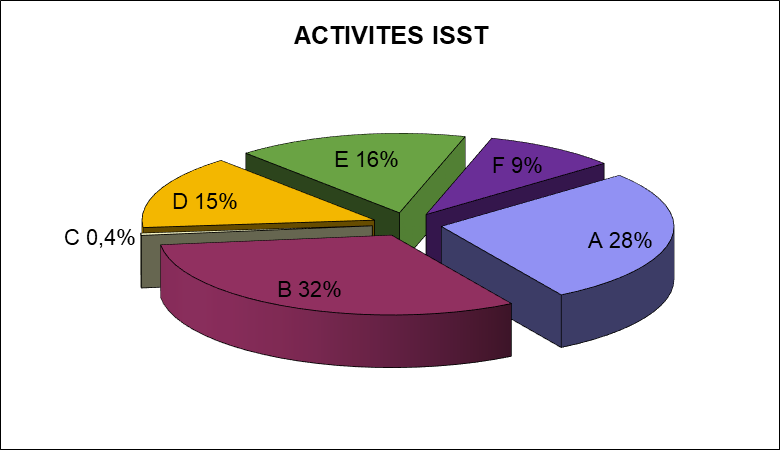 ACTIVITES ISST
E 16%
F 9%
D 15%
C 0,4%
A 28%
B 32%